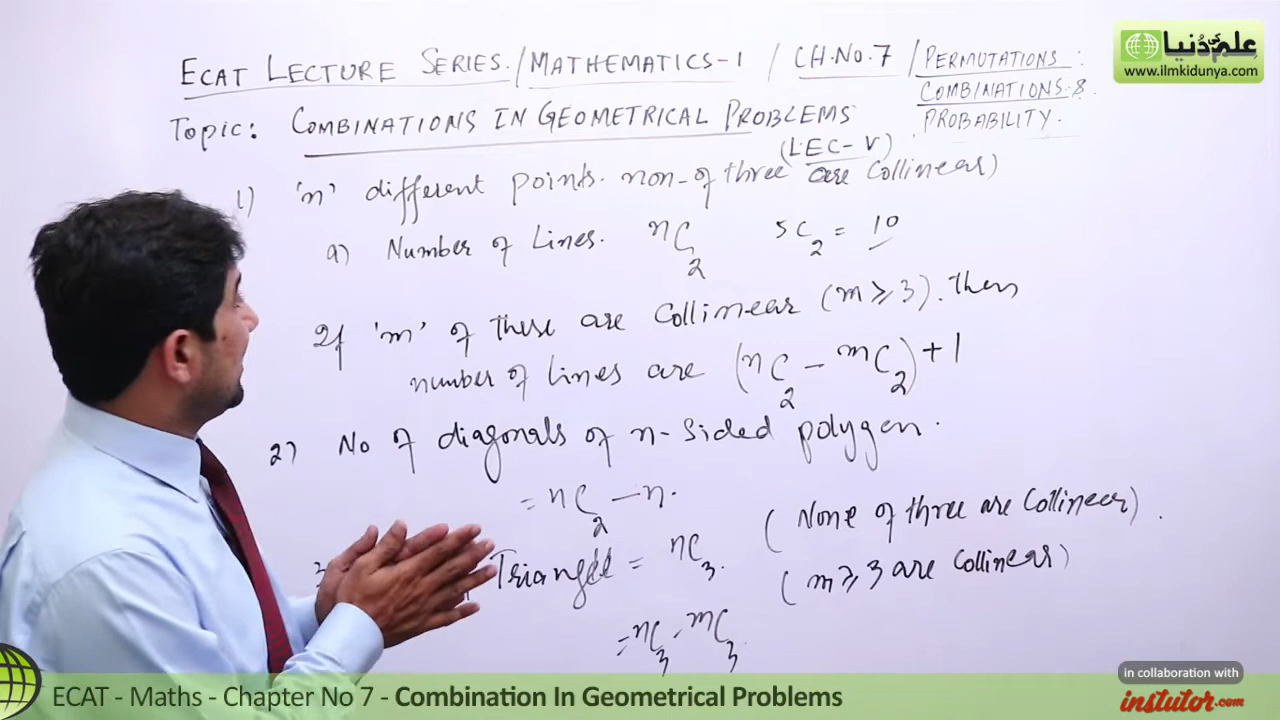 علم کی دُنیا
www.ilmkidunya.com
ECAT LECTURE SERIES. / MATHEMATICS-1 / CH.NO.7 / PERMUTATIONS :
COMBINATIONS &
PROBABILITY.
TOPIC: COMBINATIONS IN GEOMETRICAL PROBLEMS
(LEC-V)
1) 'n' different points. non-of three are Collinear)
a) Number of Lines. nC2 5C2 = 10
If 'm' of these are Collinear (m ≥ 3). Then
number of lines are (nC2 - mC2) + 1
2) No of diagonals of n-sided polygon.
= nC2 - n.
Triangle = nC3. (None of three are Collinear).
= nC3 - mC3. (m ≥ 3 are Collinear)
in collaboration with
instutor.com
ECAT - Maths - Chapter No 7 - Combination In Geometrical Problems